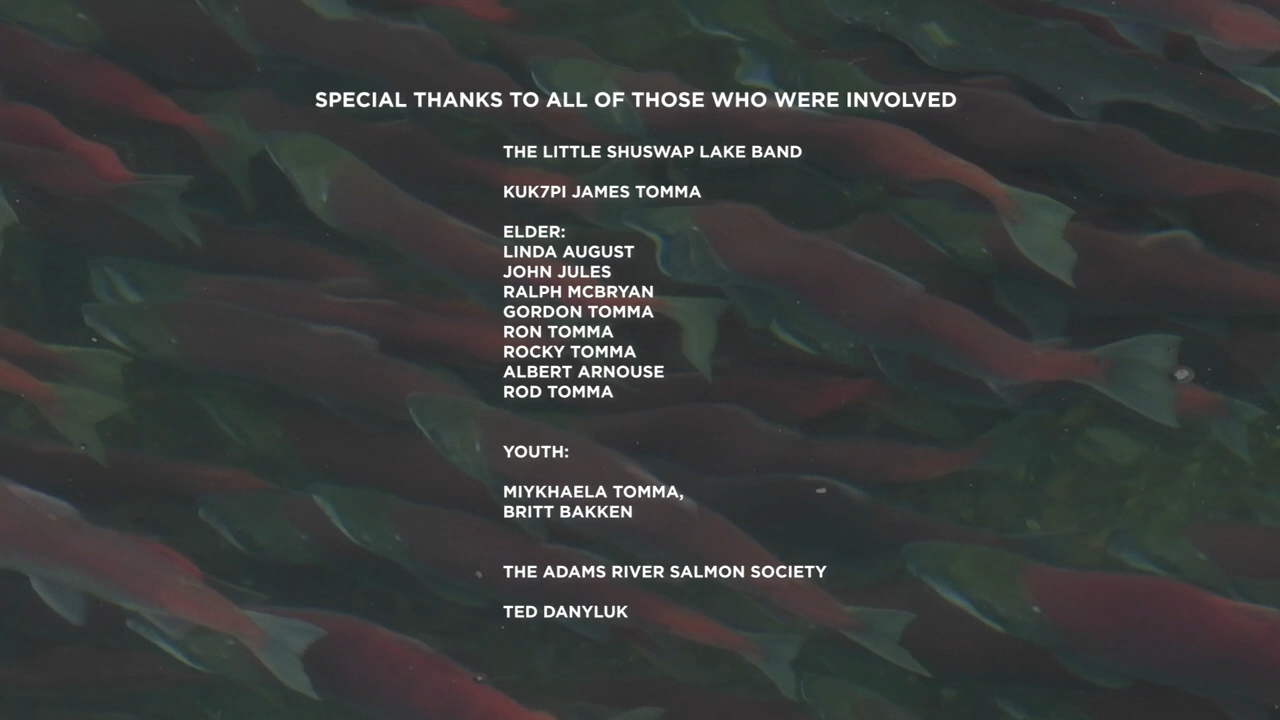 SPECIAL THANKS TO ALL OF THOSE WHO WERE INVOLVED
THE LITTLE SHUSWAP LAKE BAND
KUK7PI JAMES TOMMA
ELDER:
LINDA AUGUST
JOHN JULES
RALPH MCBRYAN
GORDON TOMMA
RON TOMMA
ROCKY TOMMA
ALBERT ARNOUSE
ROD TOMMA
YOUTH:
MIYKHAELA TOMMA,
BRITT BAKKEN
THE ADAMS RIVER SALMON SOCIETY
TED DANYLUK